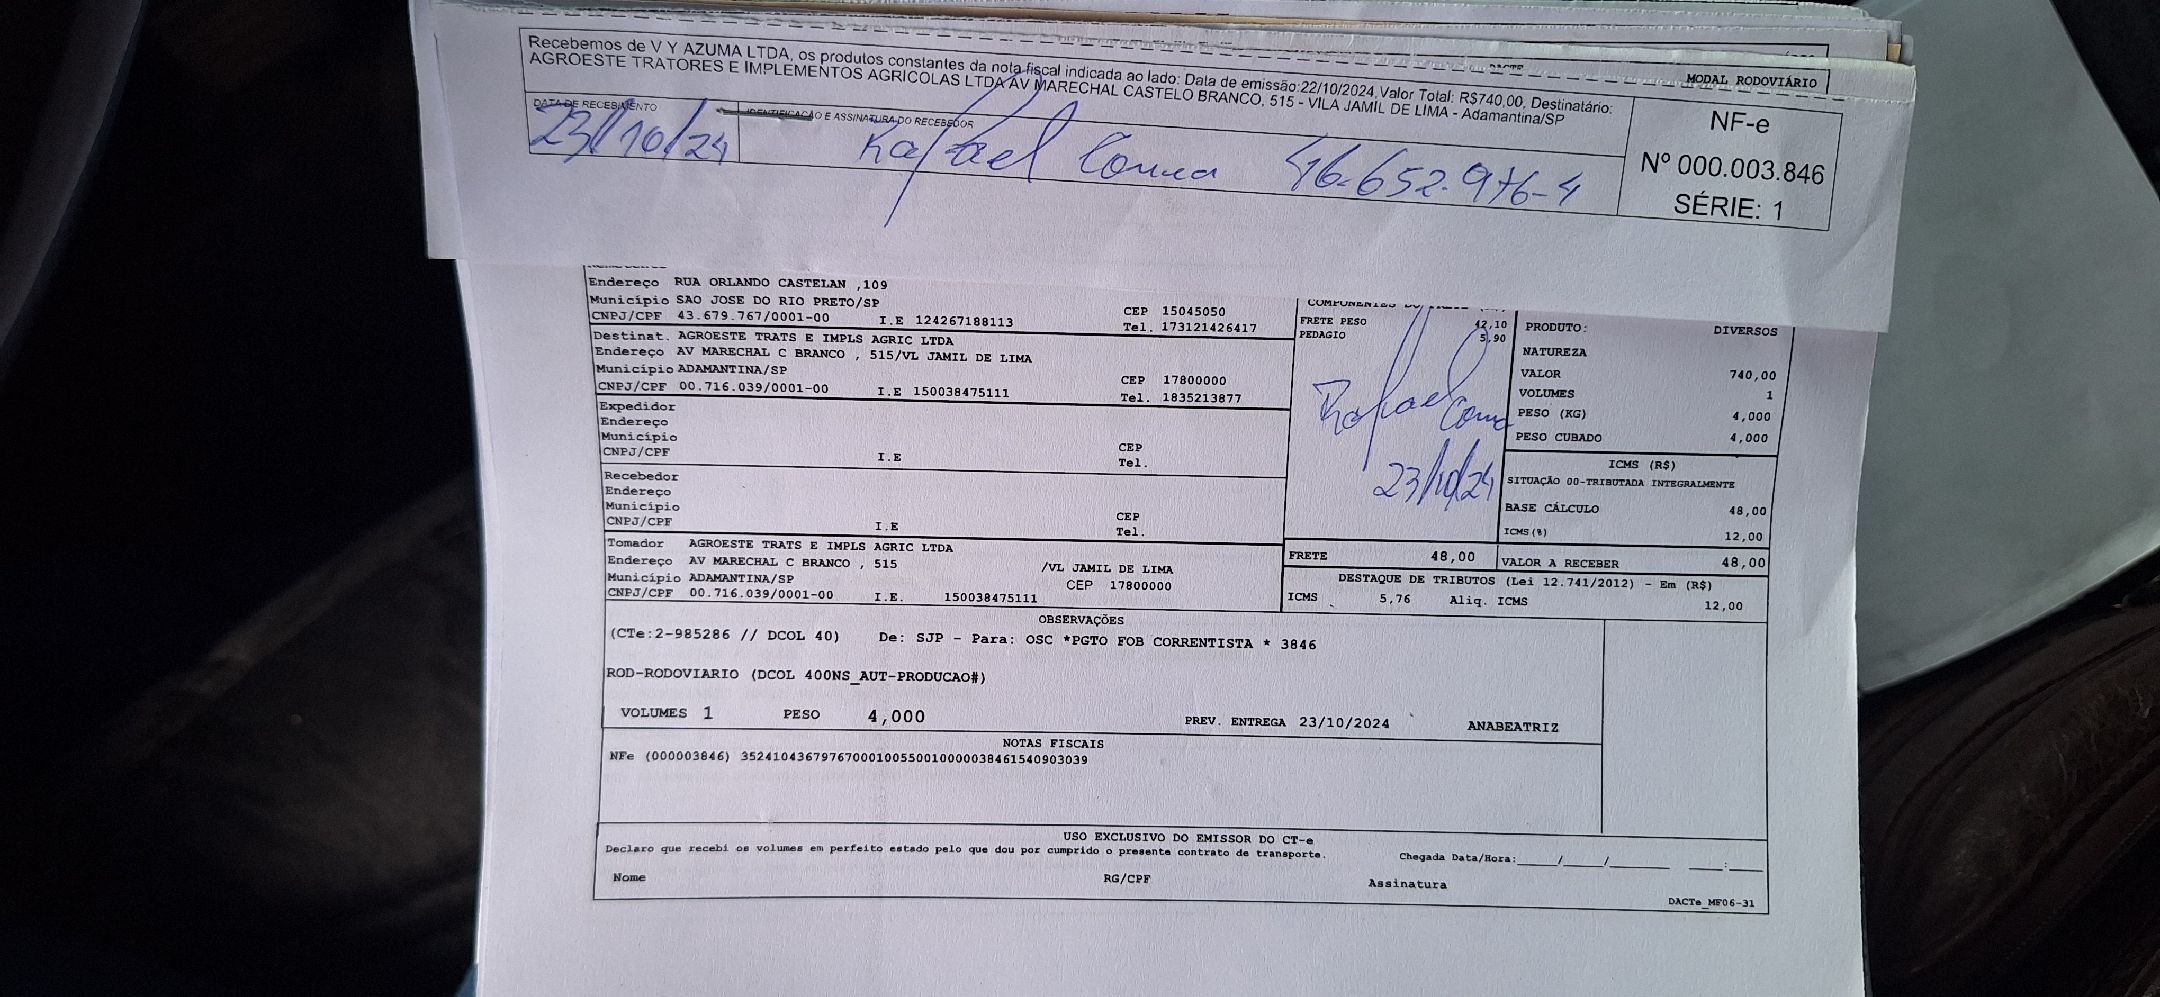 Recebemos de V Y AZUMA LTDA, os produtos constantes da nota fiscal indicada ao lado: Data de emissão:22/10/2024, Valor Total: R$740,00, Destinatário:
AGROESTE TRATORES E IMPLEMENTOS AGRICOLAS LTDA AV MARECHAL CASTELO BRANCO, 515 - VILA JAMIL DE LIMA - Adamantina/SP
DACTE
MODAL RODOVIÁRIO
DATA DE RECEBIMENTO
23/10/24
IDENTIFICAÇÃO E ASSINATURA DO RECEBEDOR
Rafael 46.652.976-4
NF-e
Nº 000.003.846
SÉRIE: 1
Endereço RUA ORLANDO CASTELAN ,109
Município SAO JOSE DO RIO PRETO/SP CEP 15045050
CNPJ/CPF 43.679.767/0001-00 I.E 124267188113 Tel. 173121426417
Destinat. AGROESTE TRATS E IMPLS AGRIC LTDA
Endereço AV MARECHAL C BRANCO , 515/VL JAMIL DE LIMA
Município ADAMANTINA/SP CEP 17800000
CNPJ/CPF 00.716.039/0001-00 I.E 150038475111 Tel. 1835213877
Expedidor
Endereço
Município CEP
CNPJ/CPF I.E Tel.
Recebedor
Endereço
Município CEP
CNPJ/CPF I.E Tel.
Tomador AGROESTE TRATS E IMPLS AGRIC LTDA
Endereço AV MARECHAL C BRANCO , 515 /VL JAMIL DE LIMA
Município ADAMANTINA/SP CEP 17800000
CNPJ/CPF 00.716.039/0001-00 I.E. 150038475111
COMPONENTES
FRETE PESO 42,10
PEDAGIO 5,90
Rafael
23/10/24
FRETE 48,00
PRODUTO: DIVERSOS
NATUREZA
VALOR 740,00
VOLUMES 1
PESO (KG) 4,000
PESO CUBADO 4,000
ICMS (R$)
SITUAÇÃO 00-TRIBUTADA INTEGRALMENTE
BASE CÁLCULO 48,00
ICMS(%) 12,00
VALOR A RECEBER 48,00
DESTAQUE DE TRIBUTOS (Lei 12.741/2012) - Em (R$)
ICMS 5,76 Aliq. ICMS 12,00
OBSERVAÇÕES
(CTe:2-985286 // DCOL 40) De: SJP - Para: OSC *PGTO FOB CORRENTISTA * 3846
ROD-RODOVIARIO (DCOL 400NS_AUT-PRODUCAO#)
VOLUMES 1 PESO 4,000 PREV. ENTREGA 23/10/2024 ANABEATRIZ
NOTAS FISCAIS
NFe (000003846) 35241043679767000100550010000038461540903039
USO EXCLUSIVO DO EMISSOR DO CT-e
Declaro que recebi os volumes em perfeito estado pelo que dou por cumprido o presente contrato de transporte. Chegada Data/Hora:_____/_____/________ ____:____
Nome RG/CPF Assinatura
DACTe_MF06-31